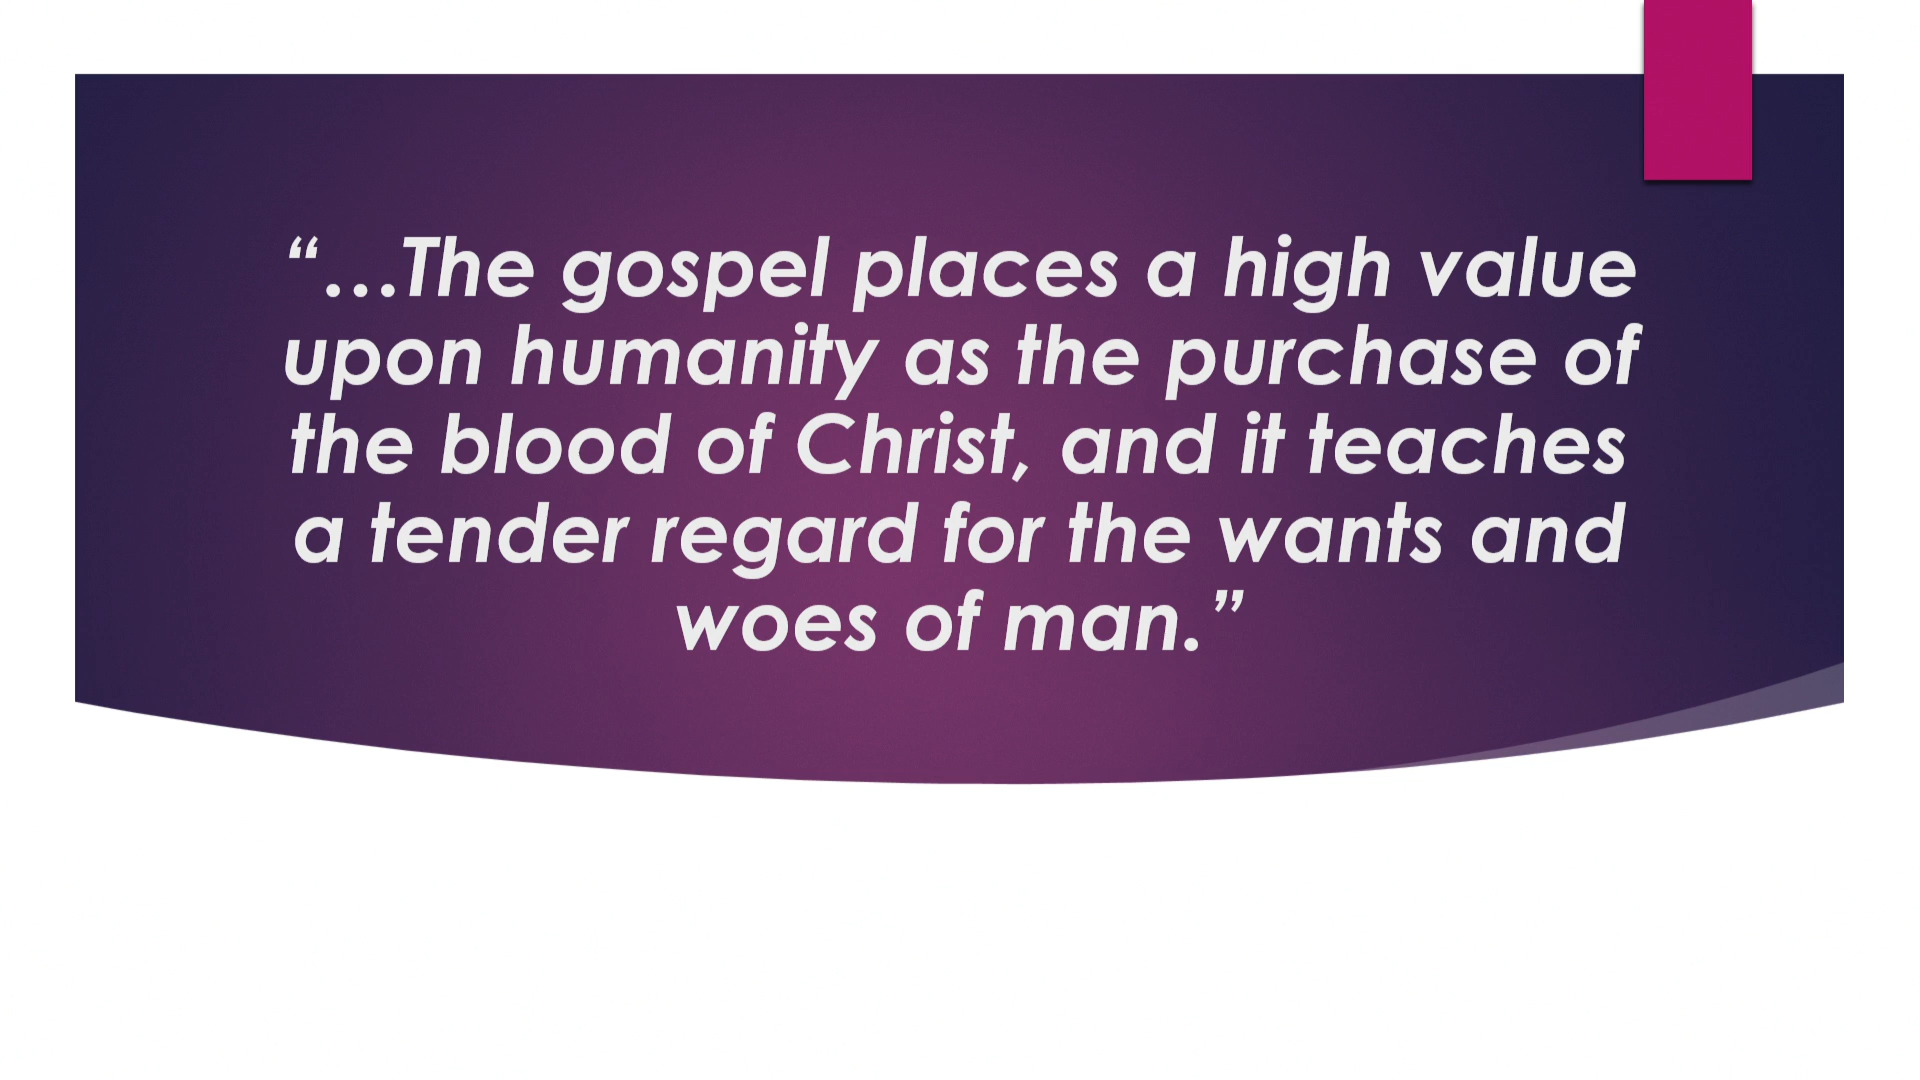 “…The gospel places a high value
upon humanity as the purchase of
the blood of Christ, and it teaches
a tender regard for the wants and
woes of man.”